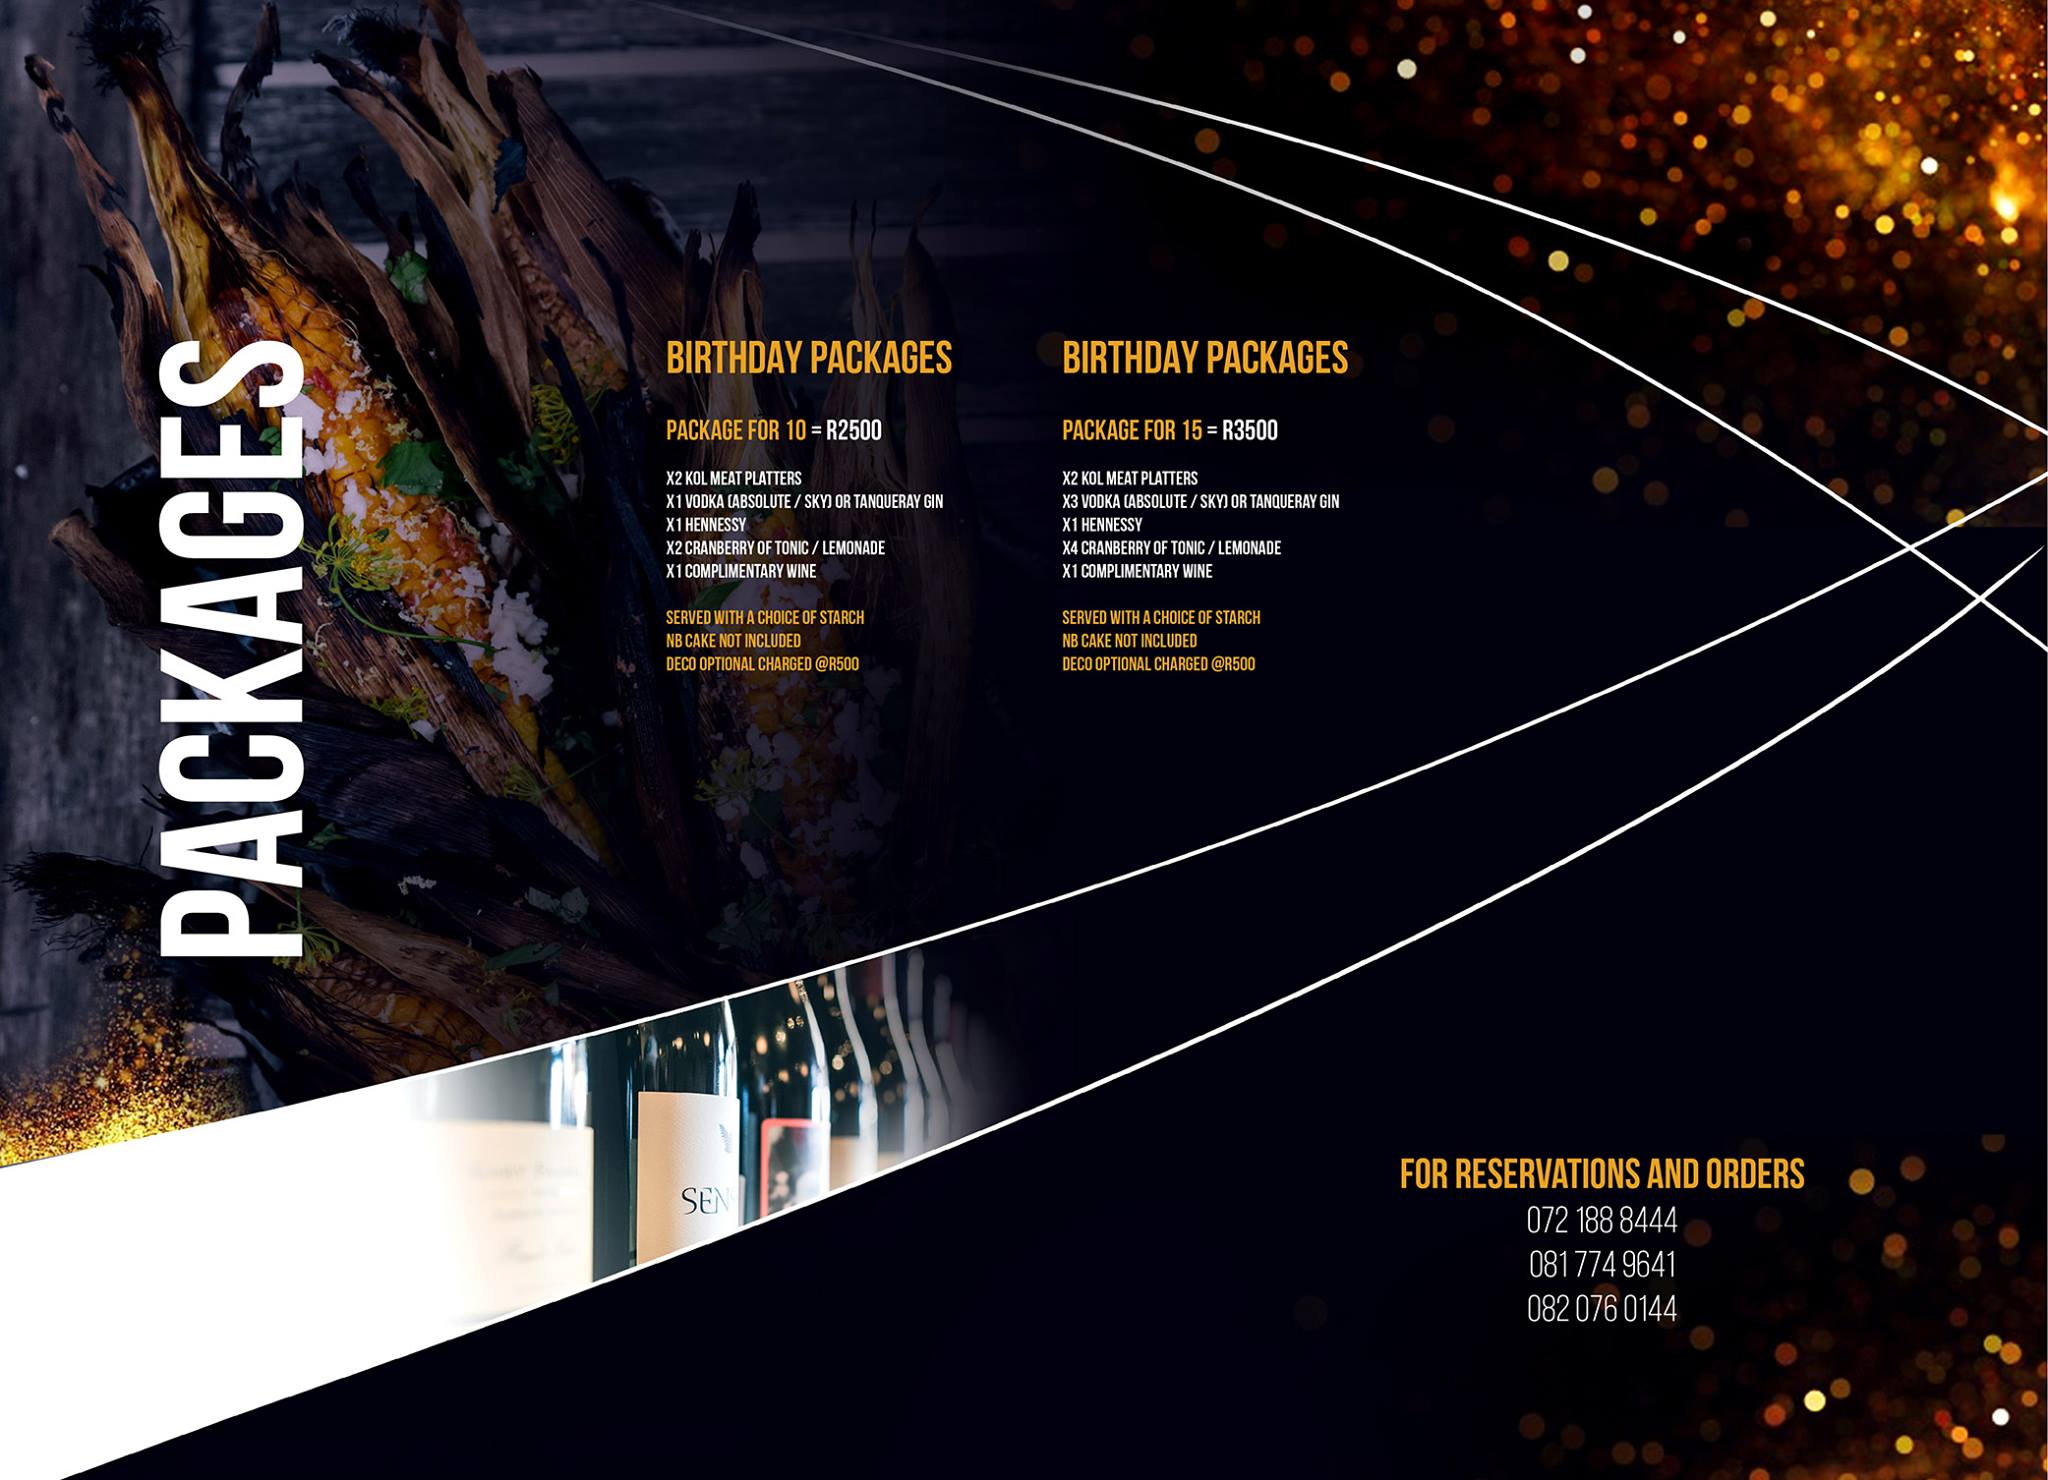 PACKAGES
BIRTHDAY PACKAGES
PACKAGE FOR 10 = R2500
X2 KOL MEAT PLATTERS
X1 VODKA (ABSOLUTE / SKY) OR TANQUERAY GIN
X1 HENNESSY
X2 CRANBERRY OF TONIC / LEMONADE
X1 COMPLIMENTARY WINE
SERVED WITH A CHOICE OF STARCH
NB CAKE NOT INCLUDED
DECO OPTIONAL CHARGED @R500
BIRTHDAY PACKAGES
PACKAGE FOR 15 = R3500
X2 KOL MEAT PLATTERS
X3 VODKA (ABSOLUTE / SKY) OR TANQUERAY GIN
X1 HENNESSY
X4 CRANBERRY OF TONIC / LEMONADE
X1 COMPLIMENTARY WINE
SERVED WITH A CHOICE OF STARCH
NB CAKE NOT INCLUDED
DECO OPTIONAL CHARGED @R500
SEN
FOR RESERVATIONS AND ORDERS
072 188 8444
081 774 9641
082 076 0144